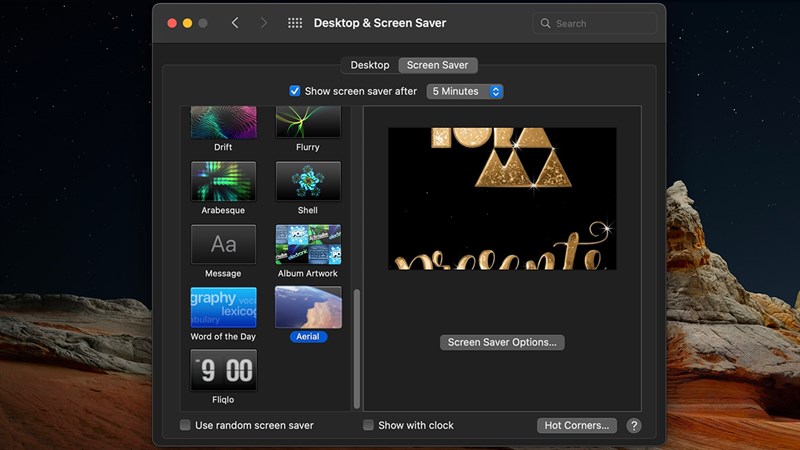 Desktop & Screen Saver
Search
Desktop
Screen Saver
Show screen saver after
5 Minutes
Drift
Flurry
Arabesque
Shell
Aa
Message
Album Artwork
Word of the Day
Aerial
9 00
Fliqlo
presents
Screen Saver Options...
Use random screen saver
Show with clock
Hot Corners...
?